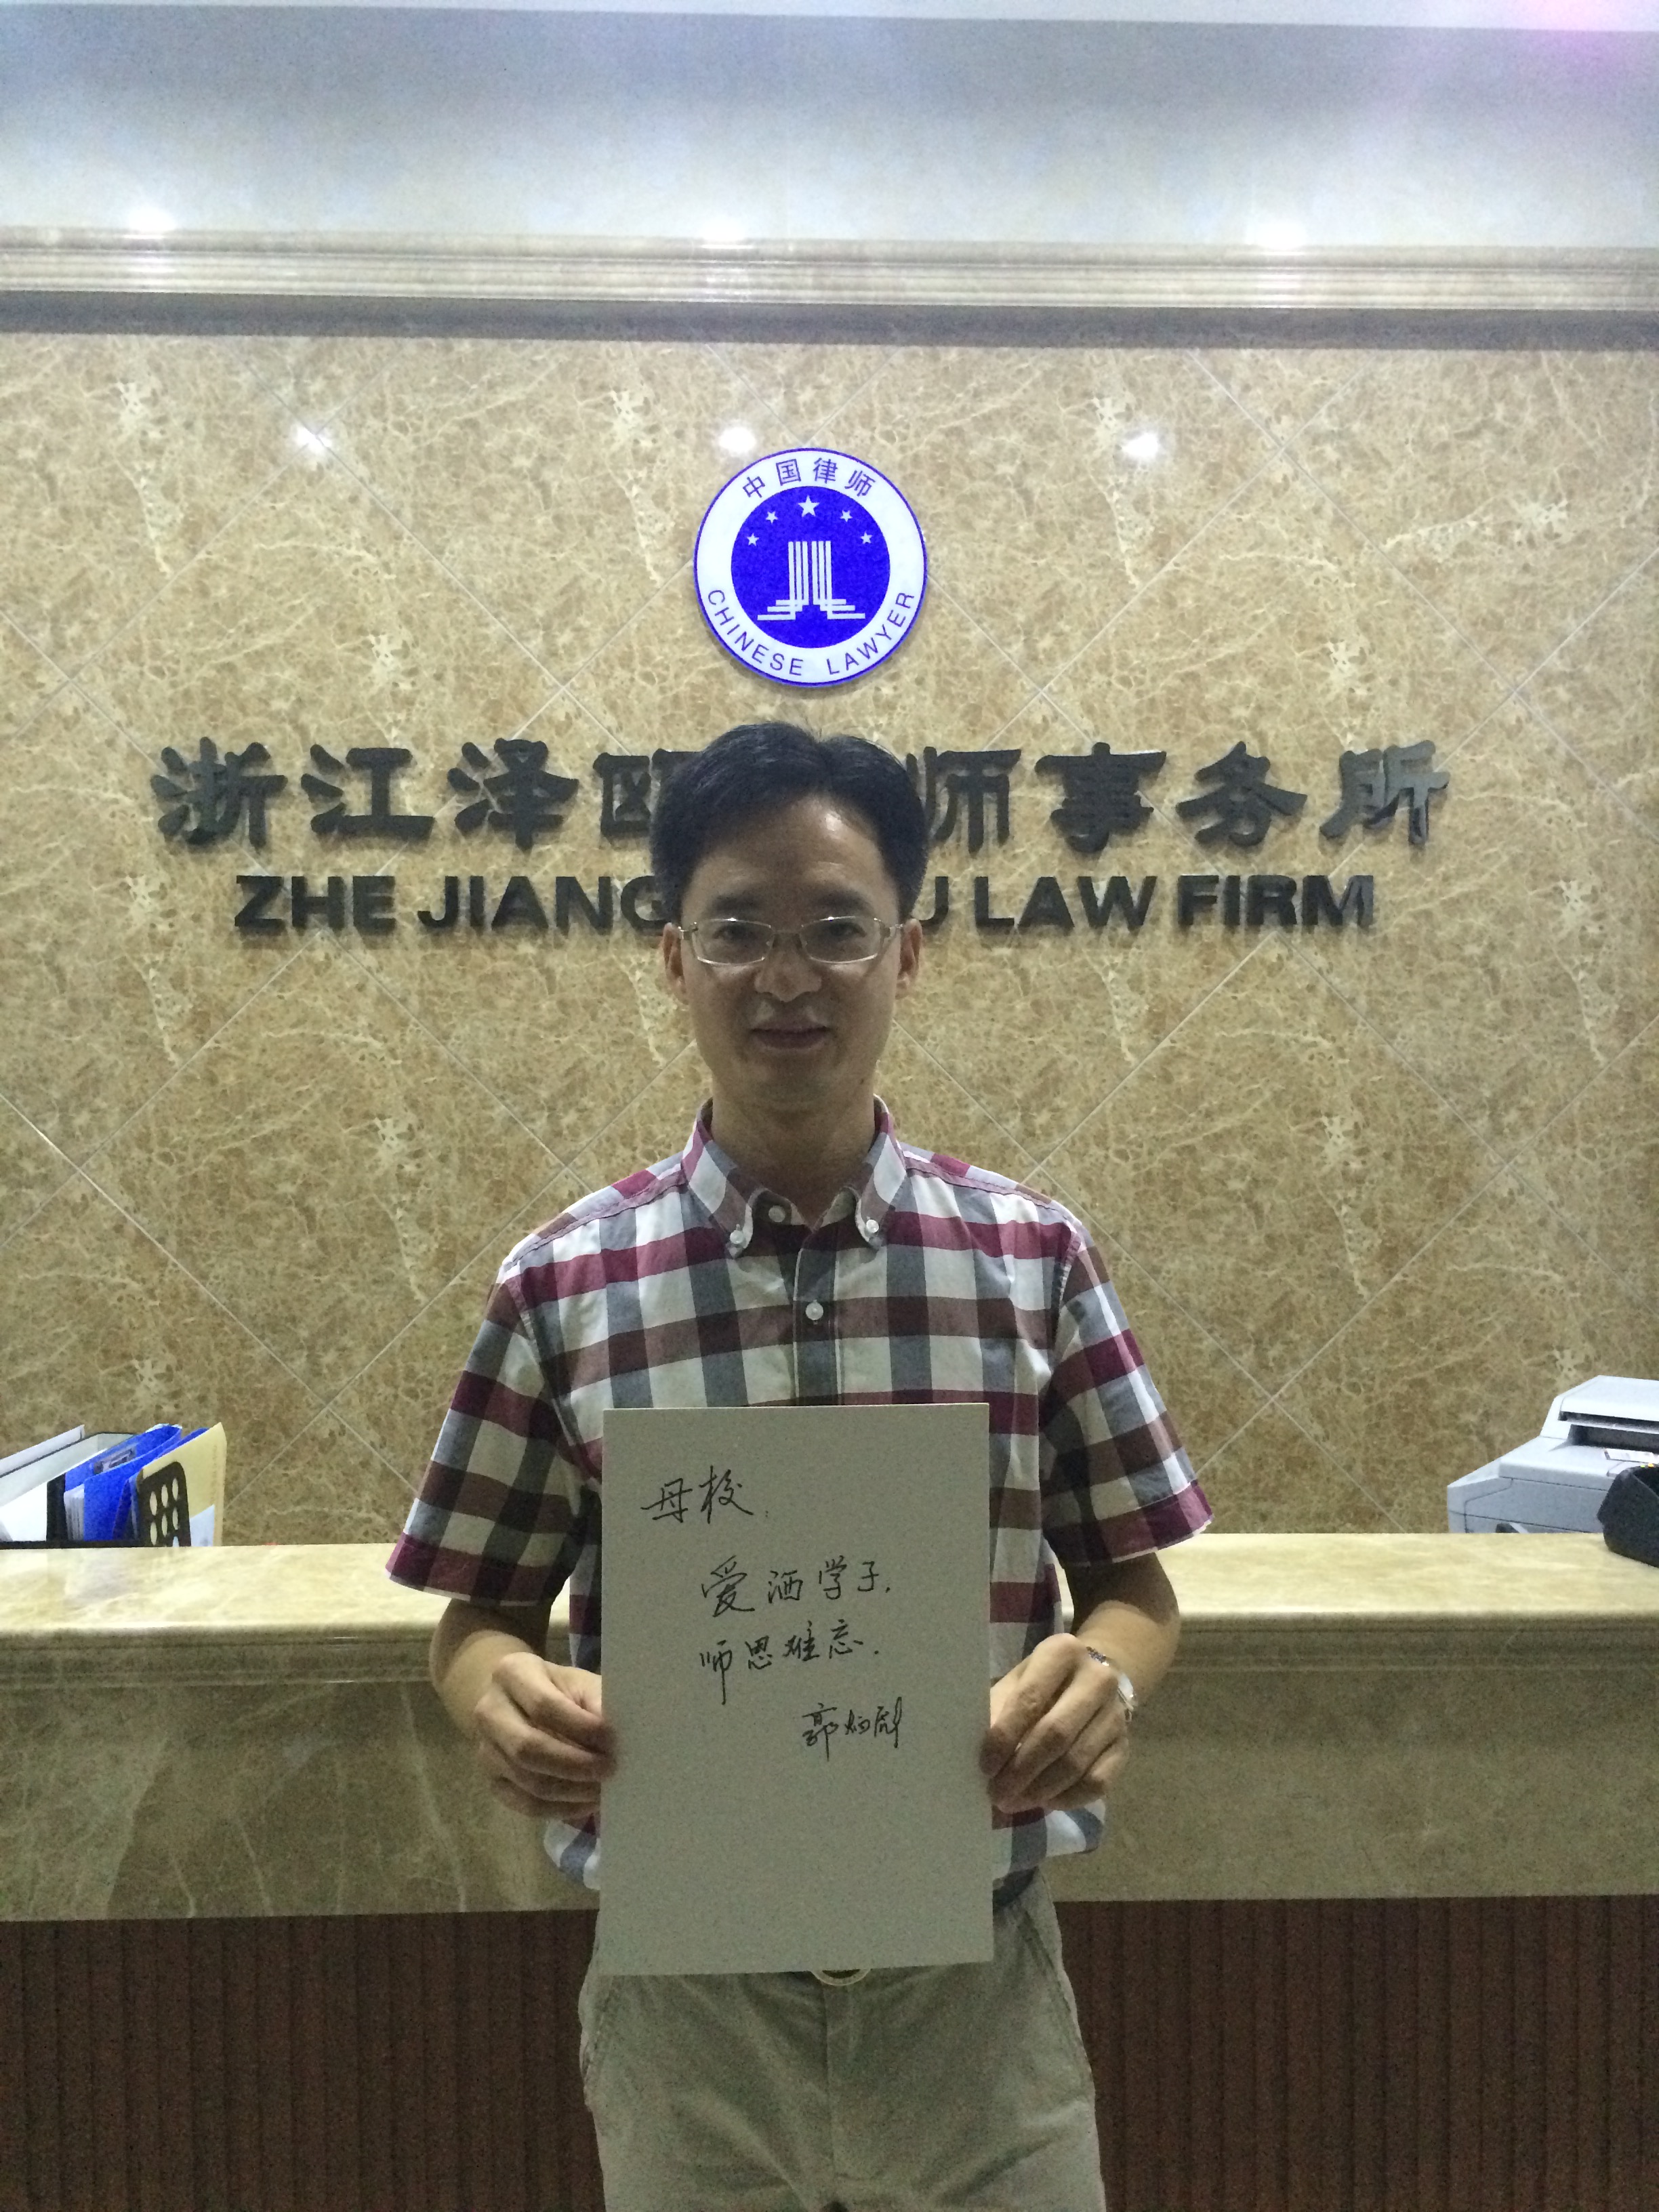 中国律师
CHINESE LAWYER
浙江泽 师事务所
ZHE JIANG LAW FIRM
母校:
爱洒学子,
师恩难忘.
郭